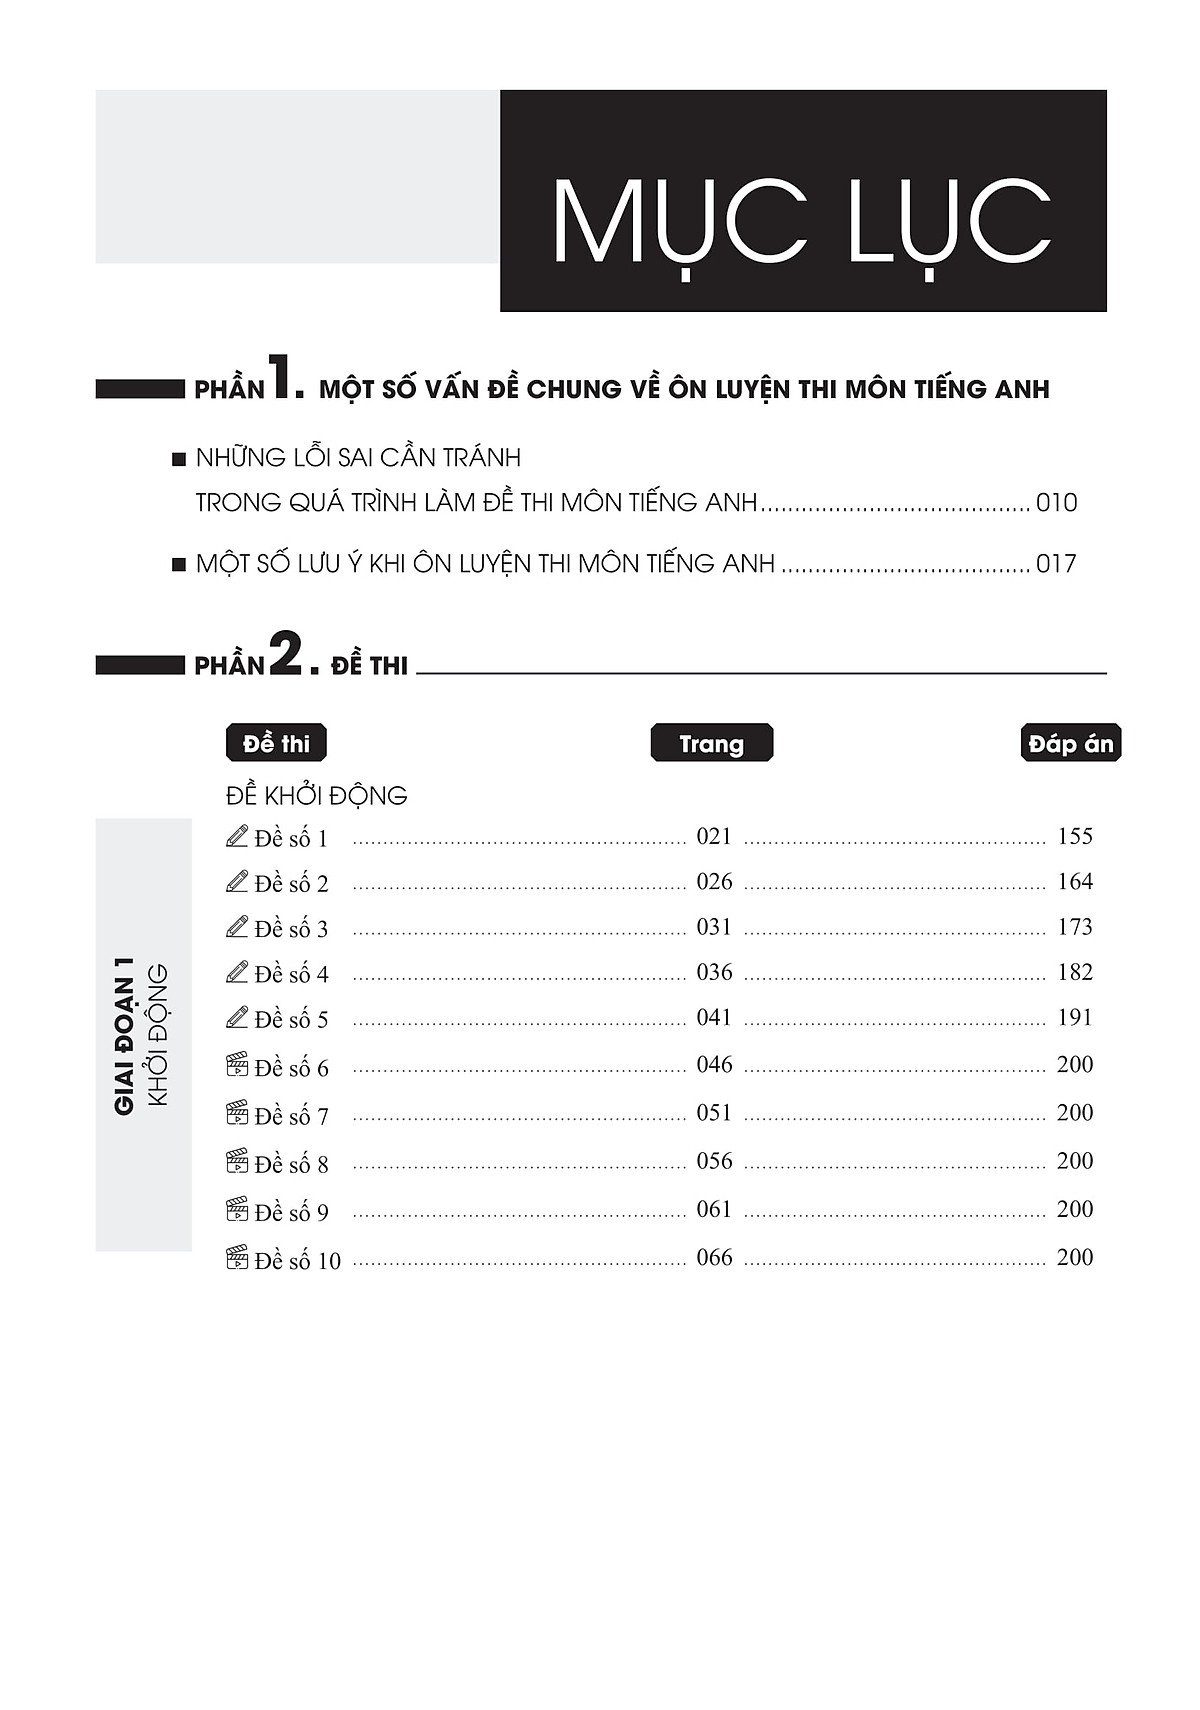 MỤC LỤC
PHẦN 1. MỘT SỐ VẤN ĐỀ CHUNG VỀ ÔN LUYỆN THI MÔN TIẾNG ANH
NHỮNG LỖI SAI CẦN TRÁNH
TRONG QUÁ TRÌNH LÀM ĐỀ THI MÔN TIẾNG ANH........................................ 010
MỘT SỐ LƯU Ý KHI ÔN LUYỆN THI MÔN TIẾNG ANH ..................................... 017
PHẦN 2. ĐỀ THI
Đề thi Trang Đáp án
ĐỀ KHỞI ĐỘNG
GIAI ĐOẠN 1
KHỞI ĐỘNG
Đề số 1 ........................................ 021 ........................................ 155
Đề số 2 ........................................ 026 ........................................ 164
Đề số 3 ........................................ 031 ........................................ 173
Đề số 4 ........................................ 036 ........................................ 182
Đề số 5 ........................................ 041 ........................................ 191
Đề số 6 ........................................ 046 ........................................ 200
Đề số 7 ........................................ 051 ........................................ 200
Đề số 8 ........................................ 056 ........................................ 200
Đề số 9 ........................................ 061 ........................................ 200
Đề số 10 ........................................ 066 ........................................ 200